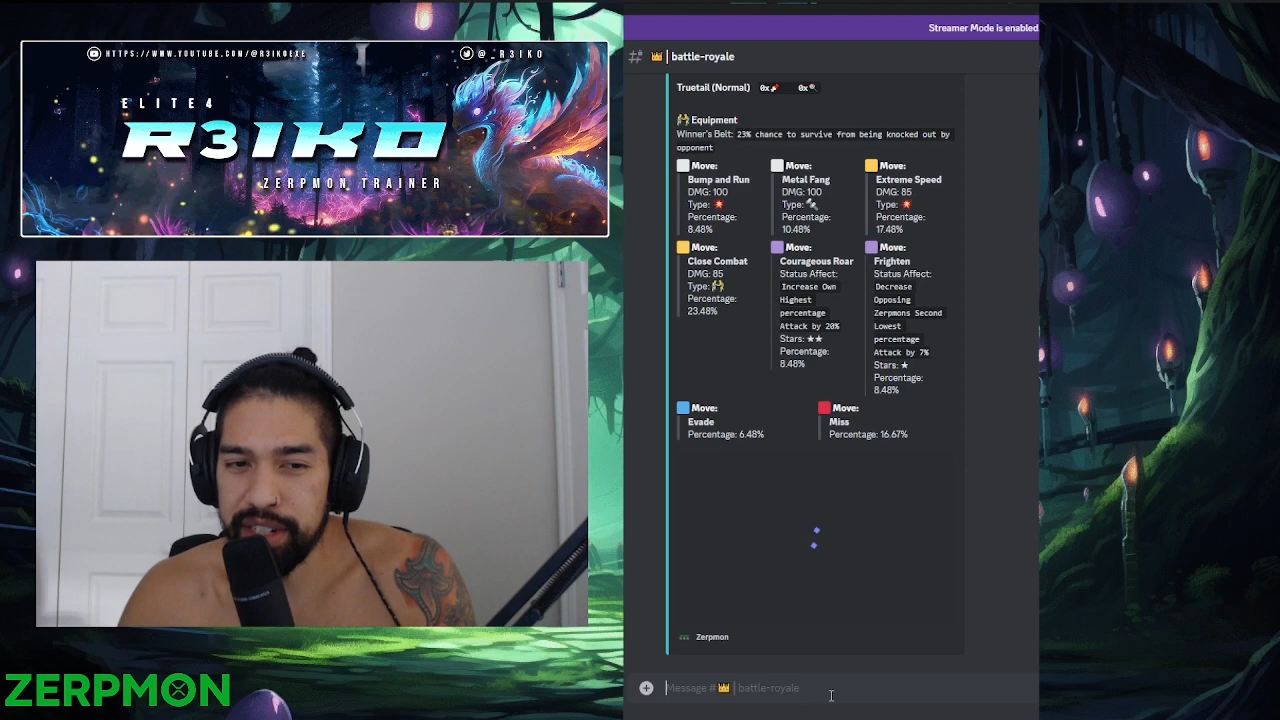 HTTPS://WWW.YOUTUBE.COM/@R3IKOEXE
@_R3IKO
ELITE4
R3IKO
ZERPMON TRAINER
ZERPMON
Streamer Mode is enabled
battle-royale
Truetail (Normal) 0x 0x
Equipment
Winner's Belt: 23% chance to survive from being knocked out by
opponent
Move:
Bump and Run
DMG: 100
Type:
Percentage:
8.48%
Move:
Metal Fang
DMG: 100
Type:
Percentage:
10.48%
Move:
Extreme Speed
DMG: 85
Type:
Percentage:
17.48%
Move:
Close Combat
DMG: 85
Type:
Percentage:
23.48%
Move:
Courageous Roar
Status Affect:
Increase Own
Highest
percentage
Attack by 20%
Stars: ★★
Percentage:
8.48%
Move:
Frighten
Status Affect:
Decrease
Opposing
Zerpmons Second
Lowest
percentage
Attack by 7%
Stars: ★
Percentage:
8.48%
Move:
Evade
Percentage: 6.48%
Move:
Miss
Percentage: 16.67%
Zerpmon
Message # | battle-royale